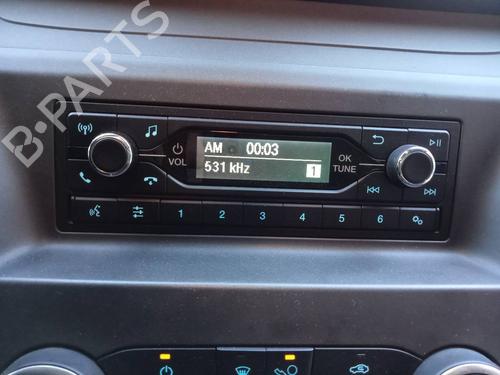 B-PARTS
AM 00:03
531 kHz 1
VOL
OK
TUNE
1 2 3 4 5 6